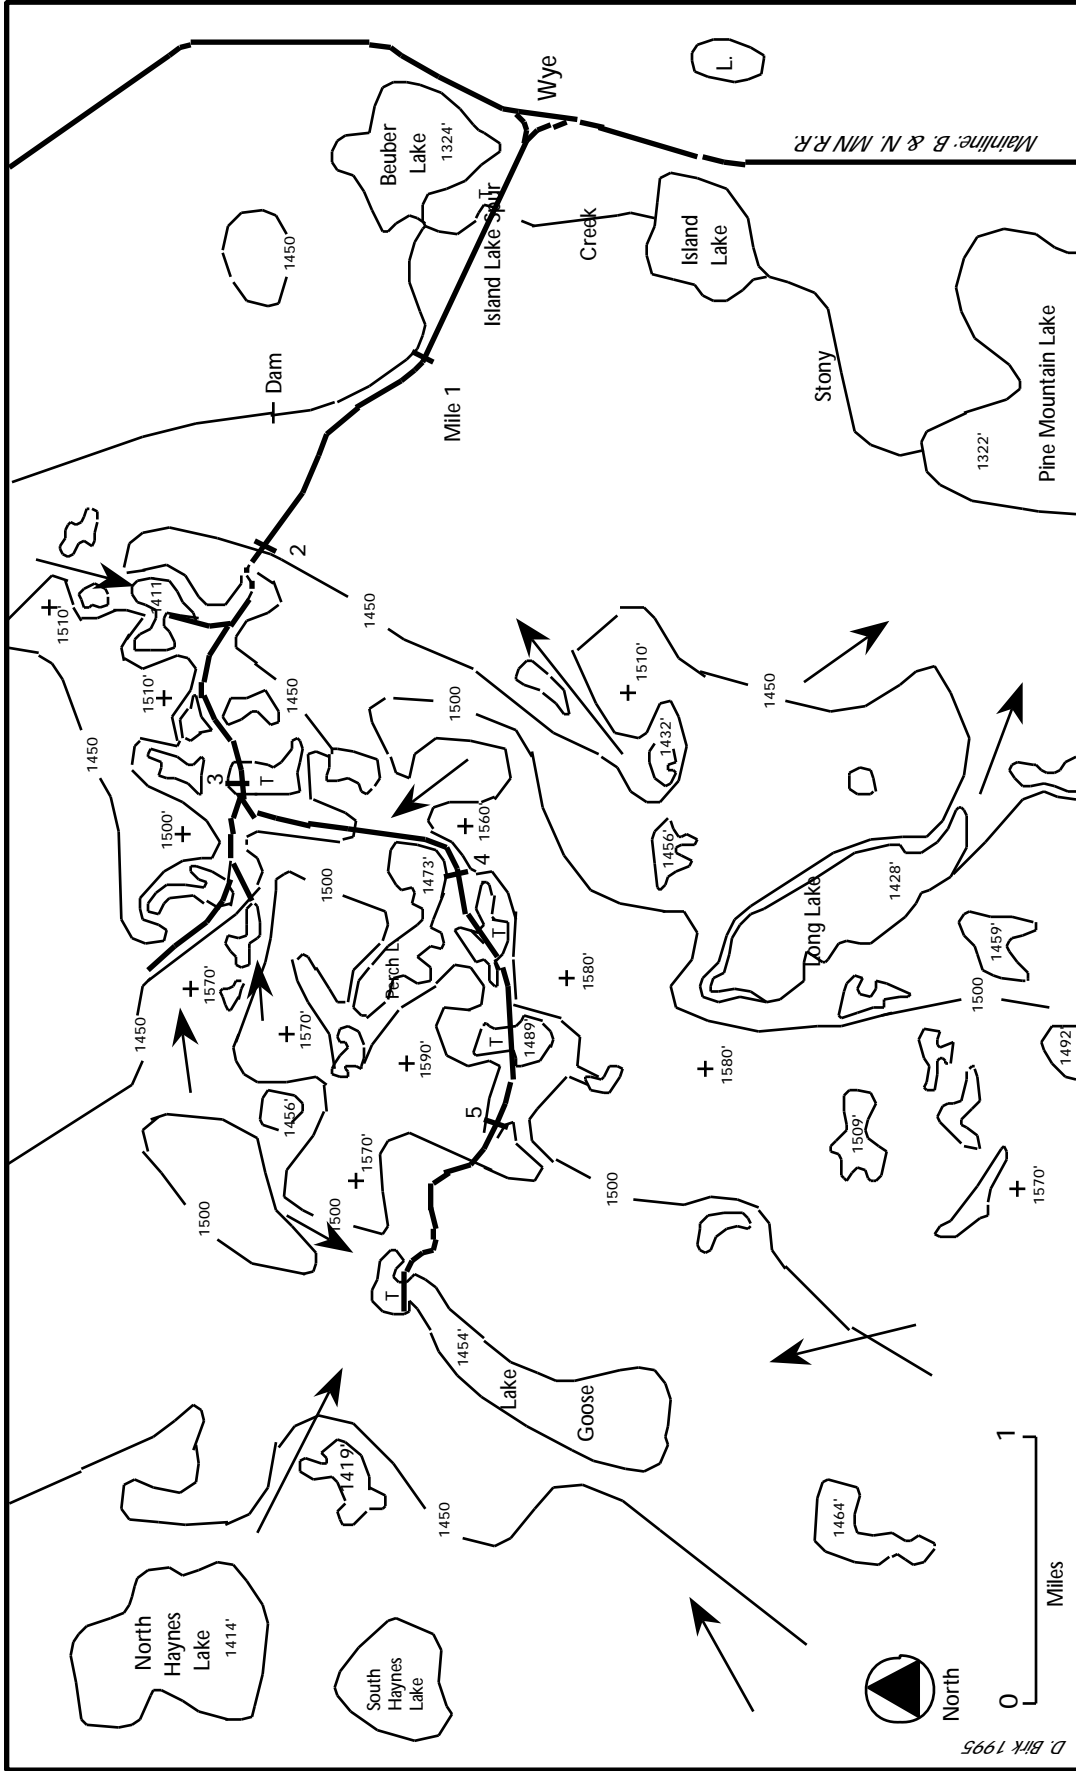 1510'
1450
1450
North
Haynes
Lake
1414'
1510'
1411
1500'
1500
1570'
3
T
Dam
1450
1456'
1450
2
1570'
1500
1500
1419'
1570'
1450
South
Haynes
Lake
Beuber
Lake
1324'
T
Perch L.
1590'
1473'
1450
Mile 1
1500
1454'
5
4
1560'
T
Island Lake Spur
T
T
Lake
Goose
1489'
Wye
1580'
Creek
1500
1510'
1432'
1456'
Island
Lake
1580'
L.
1450
Mainline: B. & N. MN R.R.
Long Lake
Stony
1464'
1509'
1428'
North
1500
1322'
1459'
0
1
Miles
1570'
Pine Mountain Lake
1492'
D. Birk 1995